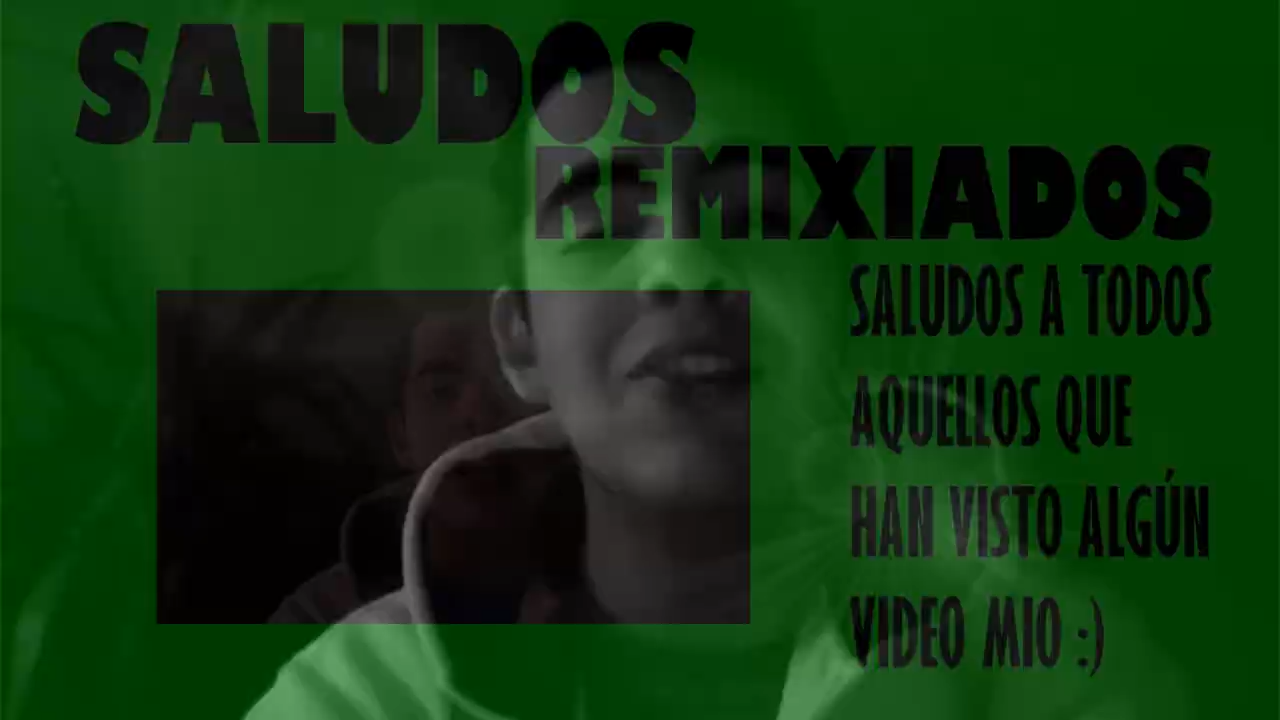 SALUDOS
REMIXIADOS
SALUDOS A TODOS
AQUELLOS QUE
HAN VISTO ALGÚN
VIDEO MIO :)